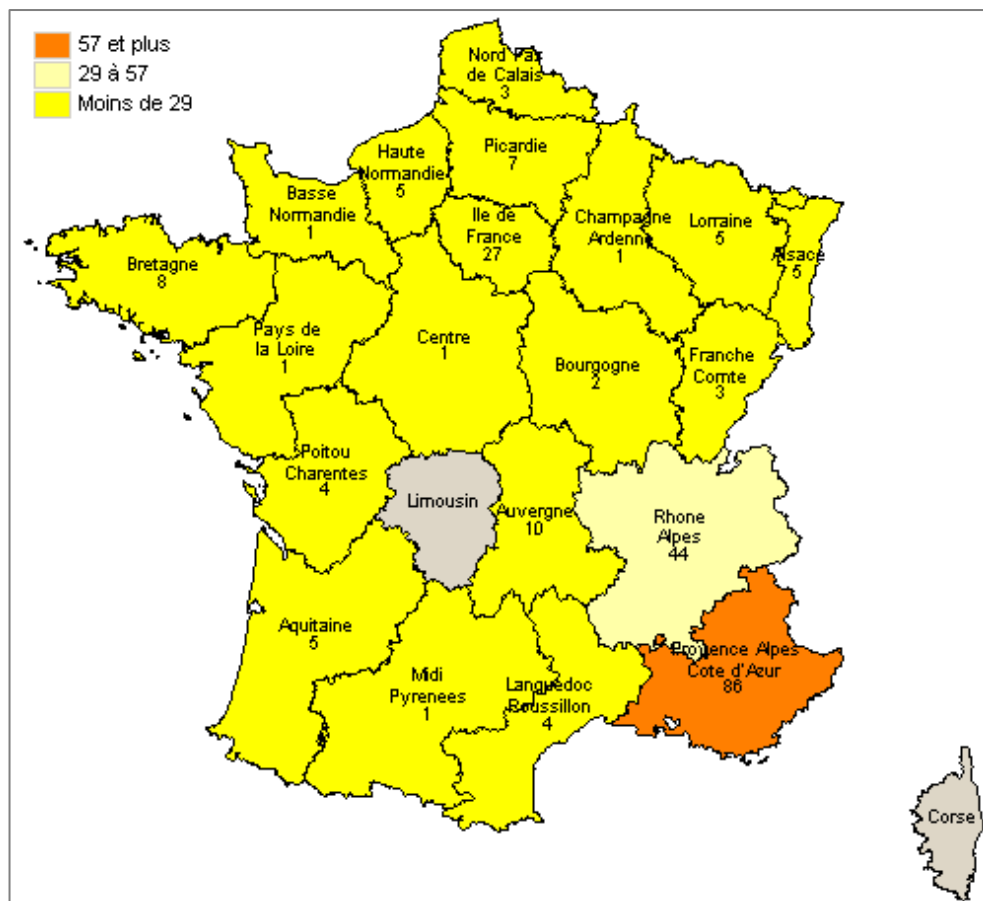 57 et plus
29 à 57
Moins de 29
Nord Pas
de Calais
3
Picardie
7
Haute
Normandie
5
Basse
Normandie
1
Ile de
France
27
Champagne
Ardenne
1
Lorraine
5
Alsace
5
Bretagne
8
Pays de
la Loire
1
Centre
1
Bourgogne
2
Franche
Comte
3
Poitou
Charentes
4
Limousin
Auvergne
10
Rhone
Alpes
44
Aquitaine
5
Midi
Pyrenees
1
Languedoc
Roussillon
4
Provence Alpes
Cote d'Azur
86
Corse